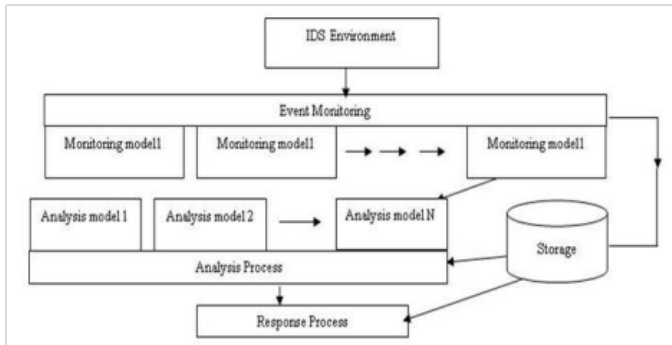 IDS Environment
Event Monitoring
Monitoring model1
Monitoring model1
Monitoring model1
Analysis model 1
Analysis model 2
Analysis model N
Storage
Analysis Process
Response Process